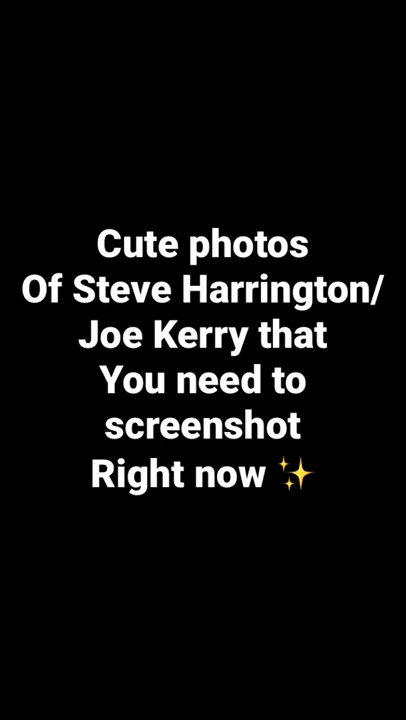 Cute photos
Of Steve Harrington/
Joe Kerry that
You need to
screenshot
Right now ✨